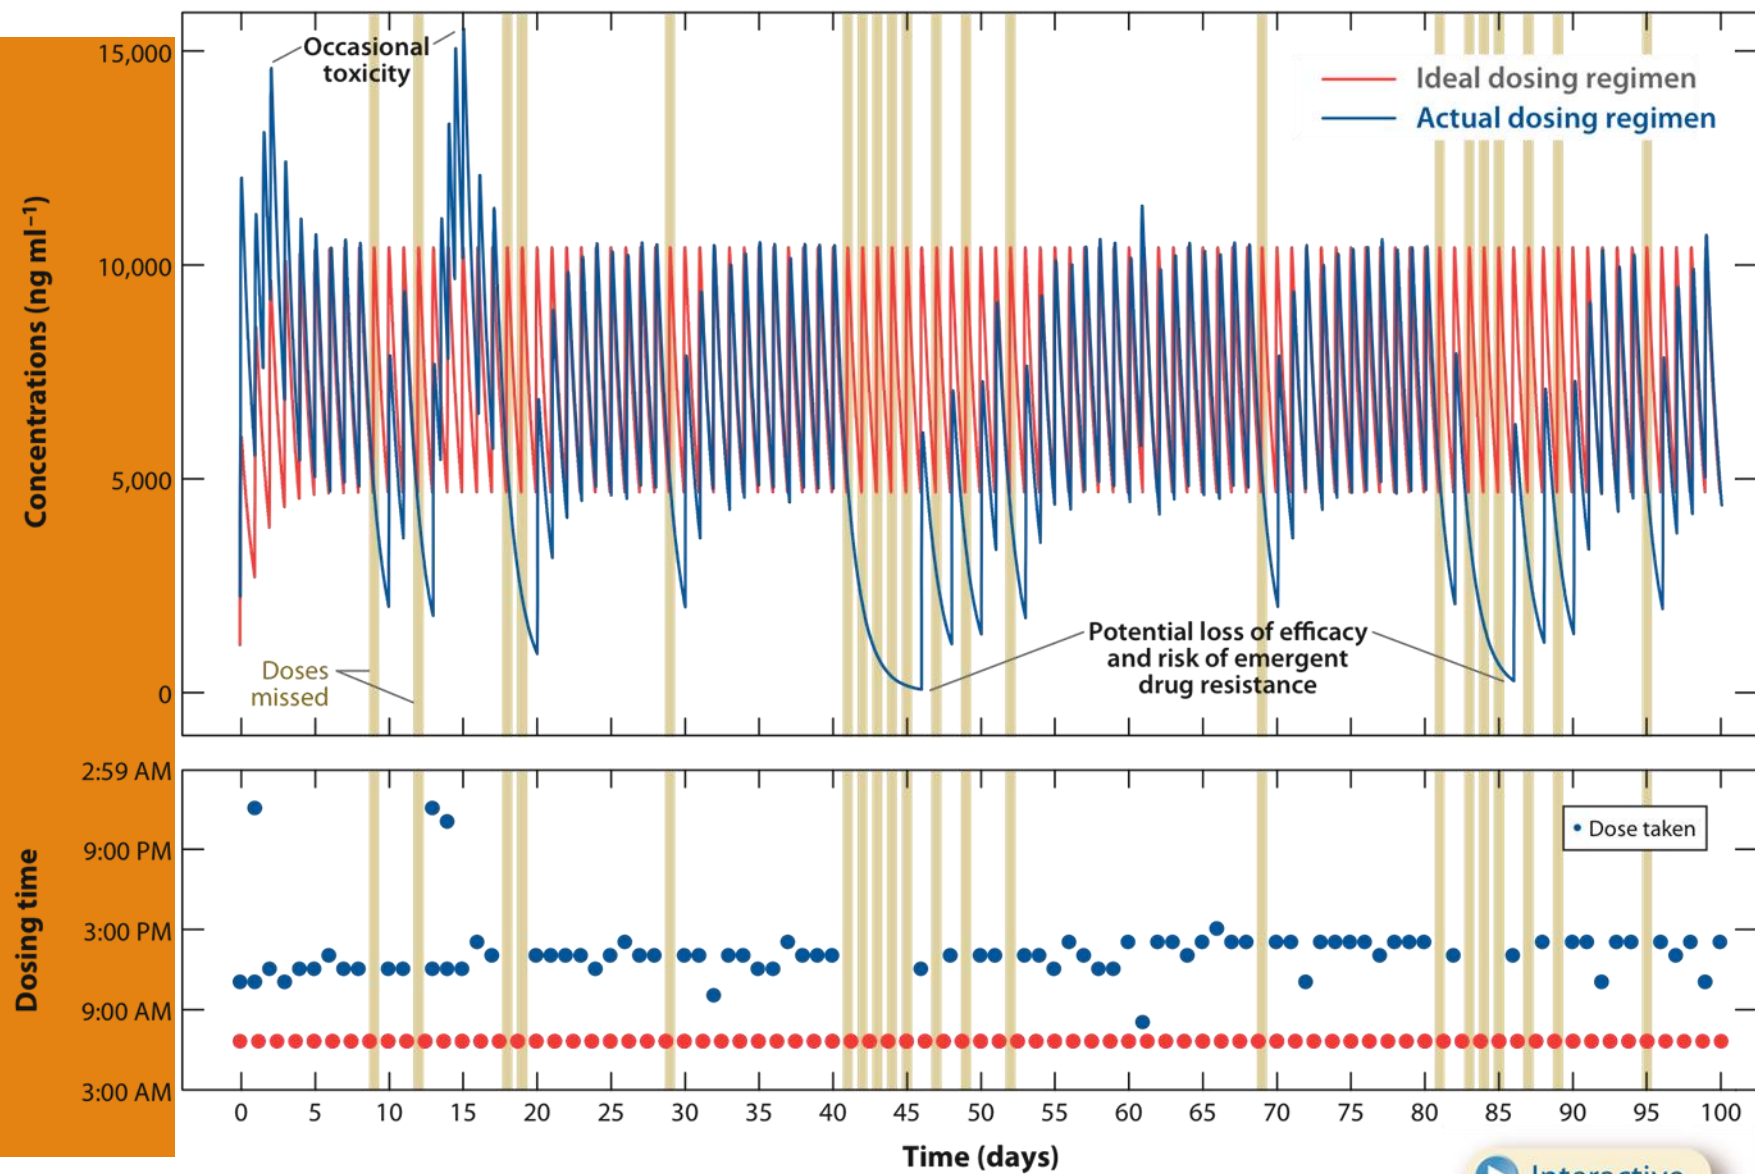 Concentrations (ng ml⁻¹)
15,000
10,000
5,000
0
Occasional
toxicity
Ideal dosing regimen
Actual dosing regimen
Doses
missed
Potential loss of efficacy
and risk of emergent
drug resistance
Dosing time
2:59 AM
9:00 PM
3:00 PM
9:00 AM
3:00 AM
Dose taken
0 5 10 15 20 25 30 35 40 45 50 55 60 65 70 75 80 85 90 95 100
Time (days)
Interactive